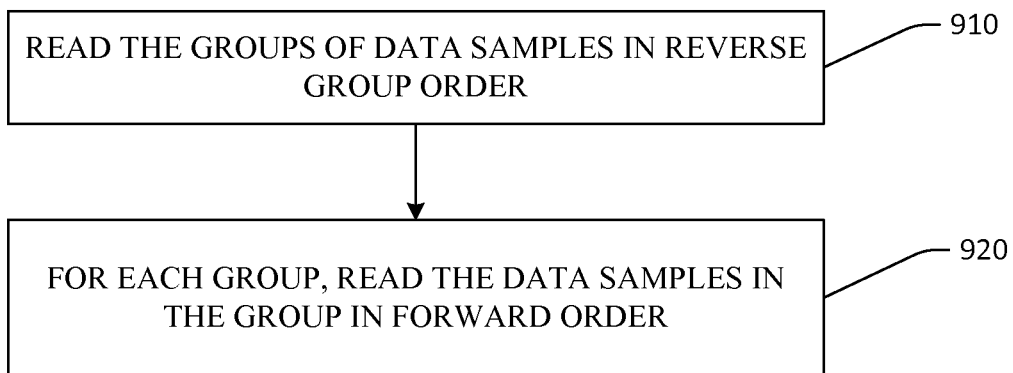 READ THE GROUPS OF DATA SAMPLES IN REVERSE
GROUP ORDER
910
FOR EACH GROUP, READ THE DATA SAMPLES IN
THE GROUP IN FORWARD ORDER
920